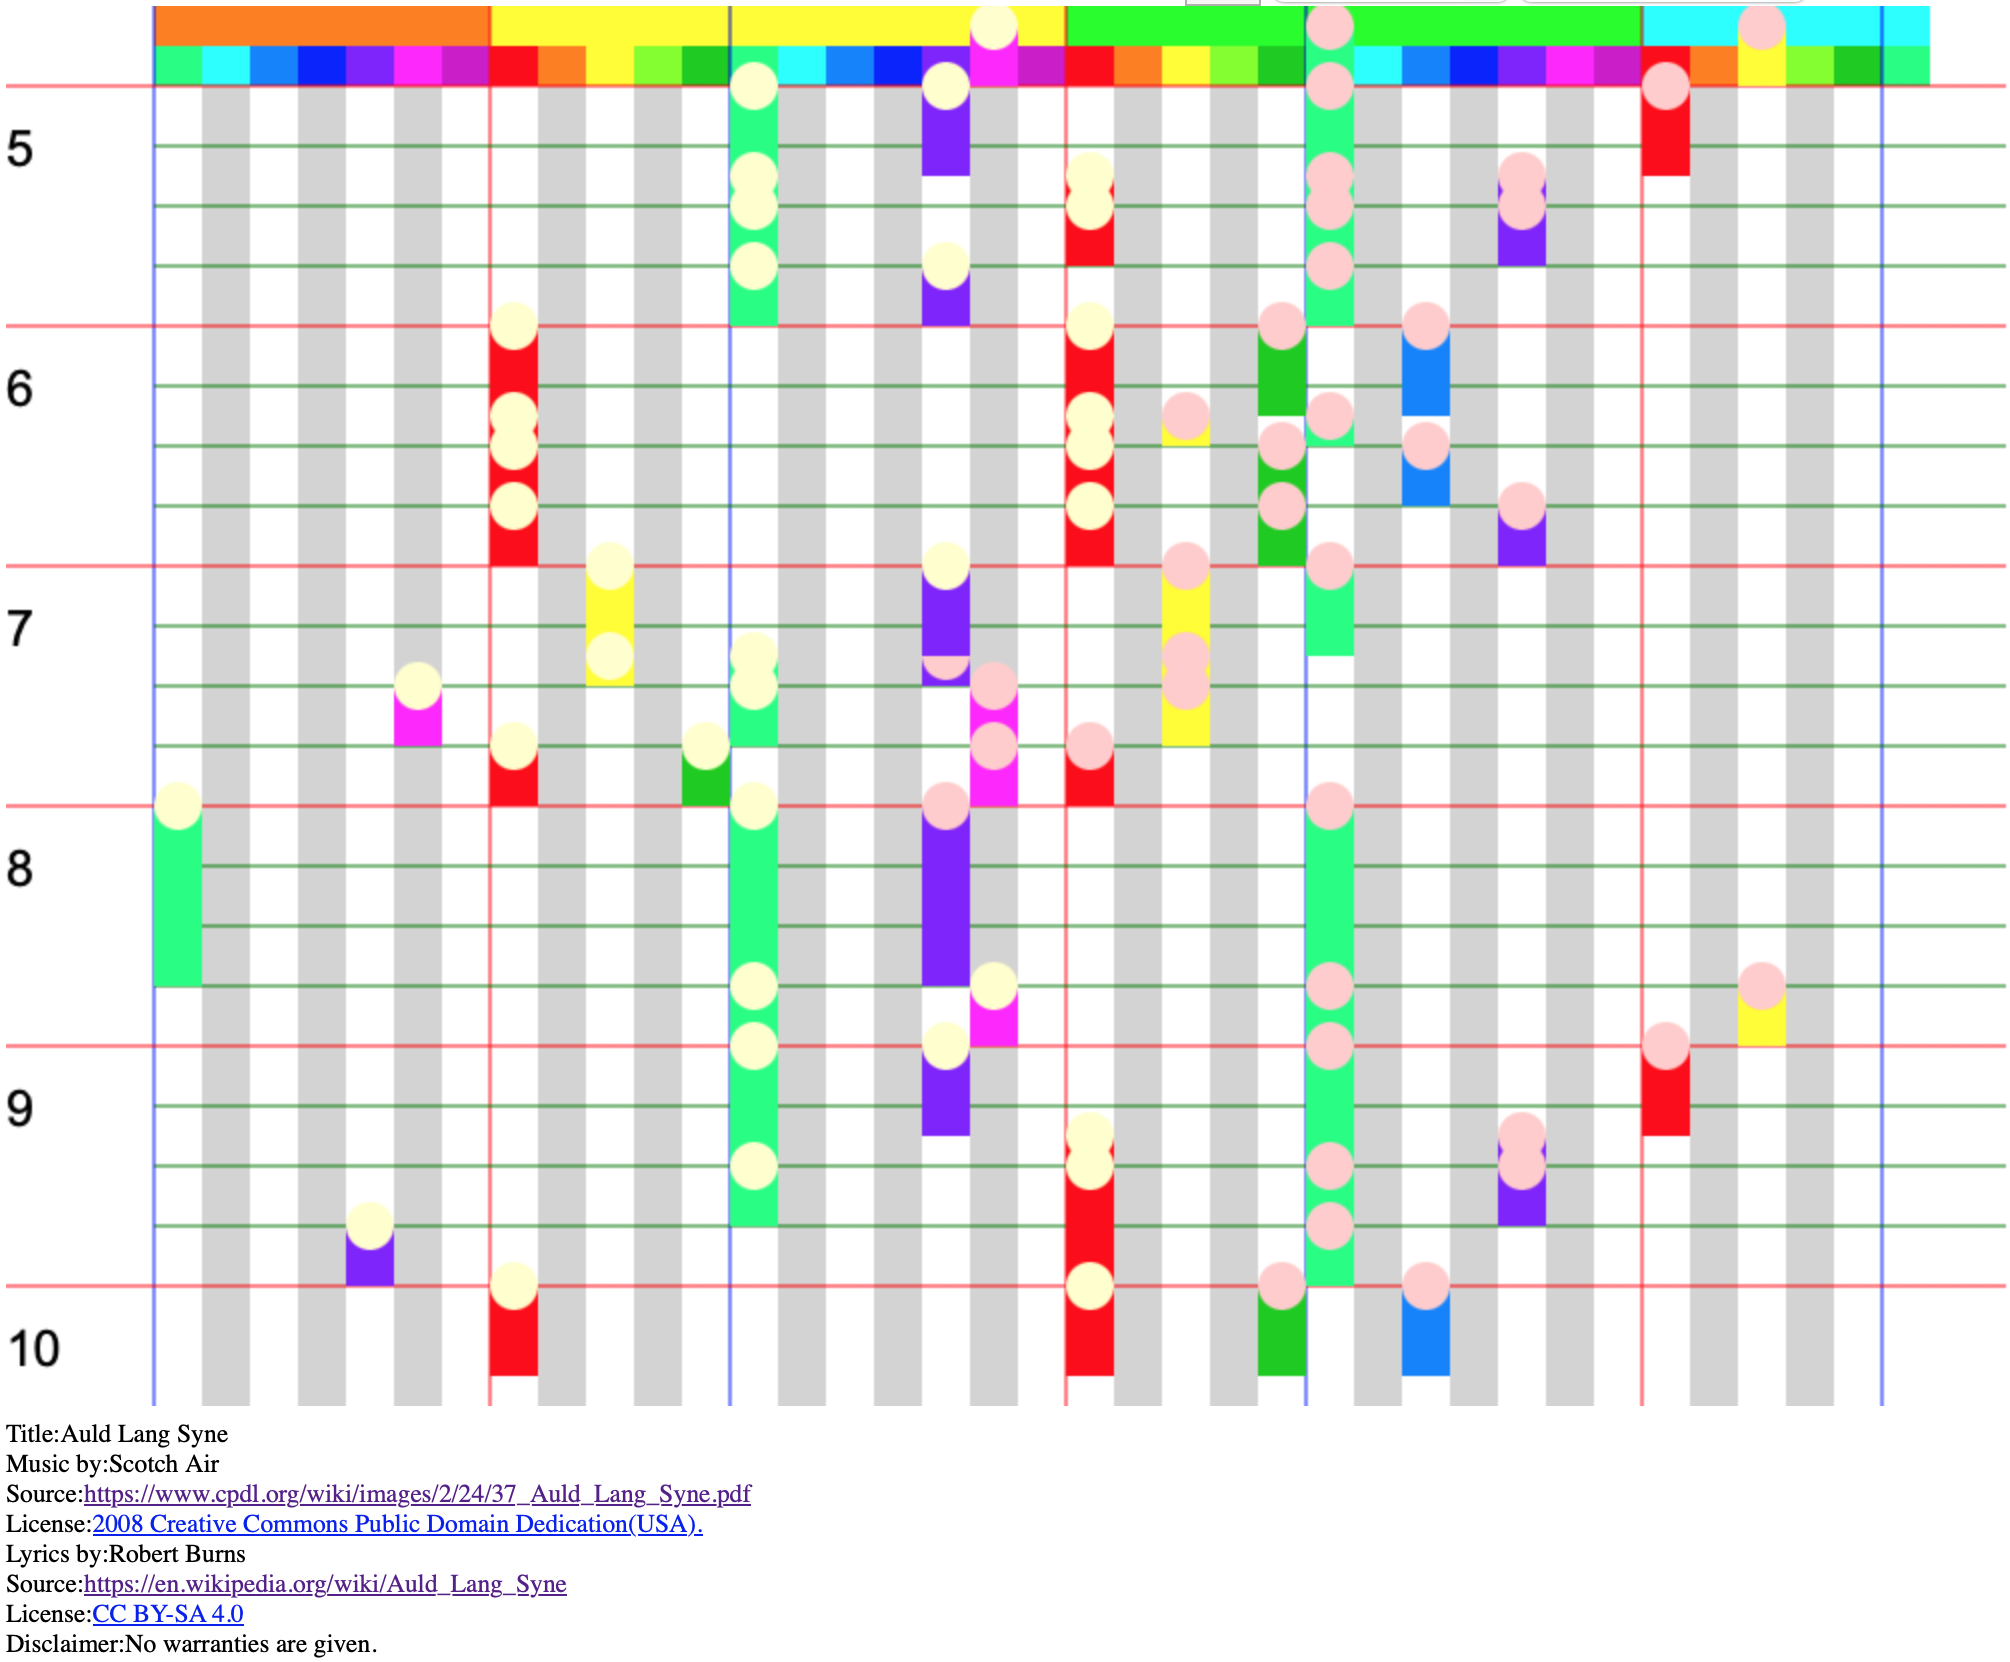 5
6
7
8
9
10
Title:Auld Lang Syne
Music by:Scotch Air
Source:https://www.cpdl.org/wiki/images/2/24/37_Auld_Lang_Syne.pdf
License:2008 Creative Commons Public Domain Dedication(USA).
Lyrics by:Robert Burns
Source:https://en.wikipedia.org/wiki/Auld_Lang_Syne
License:CC BY-SA 4.0
Disclaimer:No warranties are given.